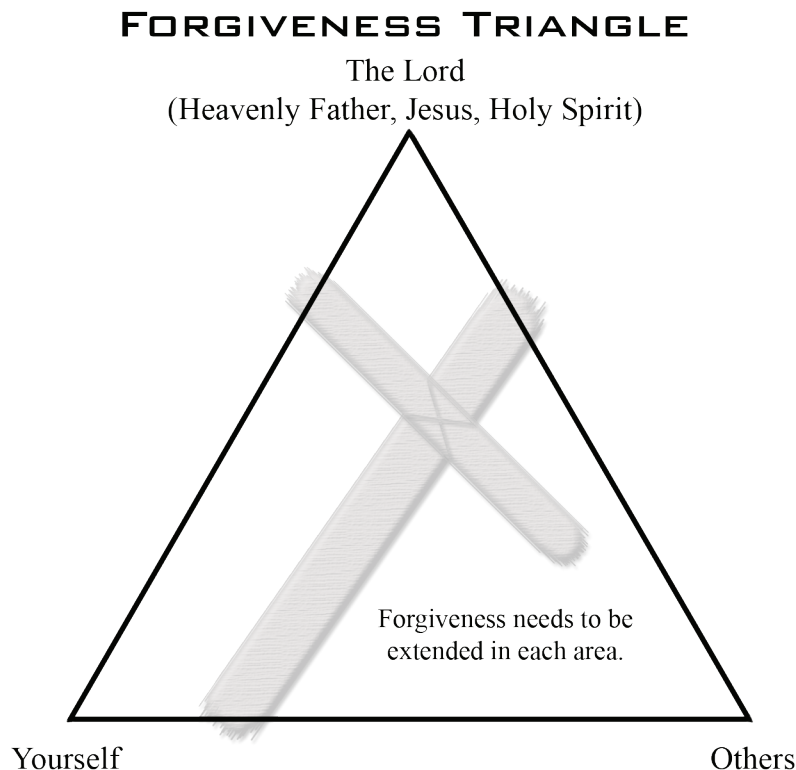 FORGIVENESS TRIANGLE
The Lord
(Heavenly Father, Jesus, Holy Spirit)
Forgiveness needs to be
extended in each area.
Yourself
Others